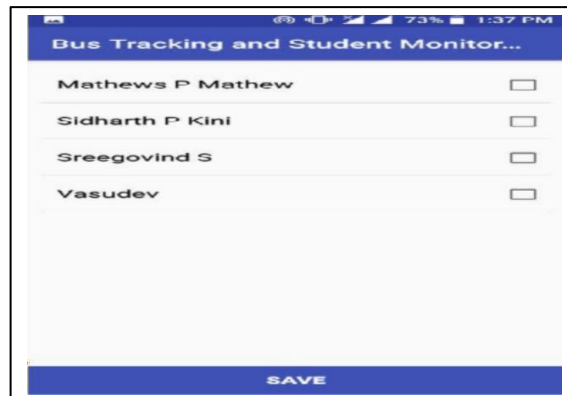 73% 1:37 PM
Bus Tracking and Student Monitor...
Mathews P Mathew
Sidharth P Kini
Sreegovind S
Vasudev
SAVE